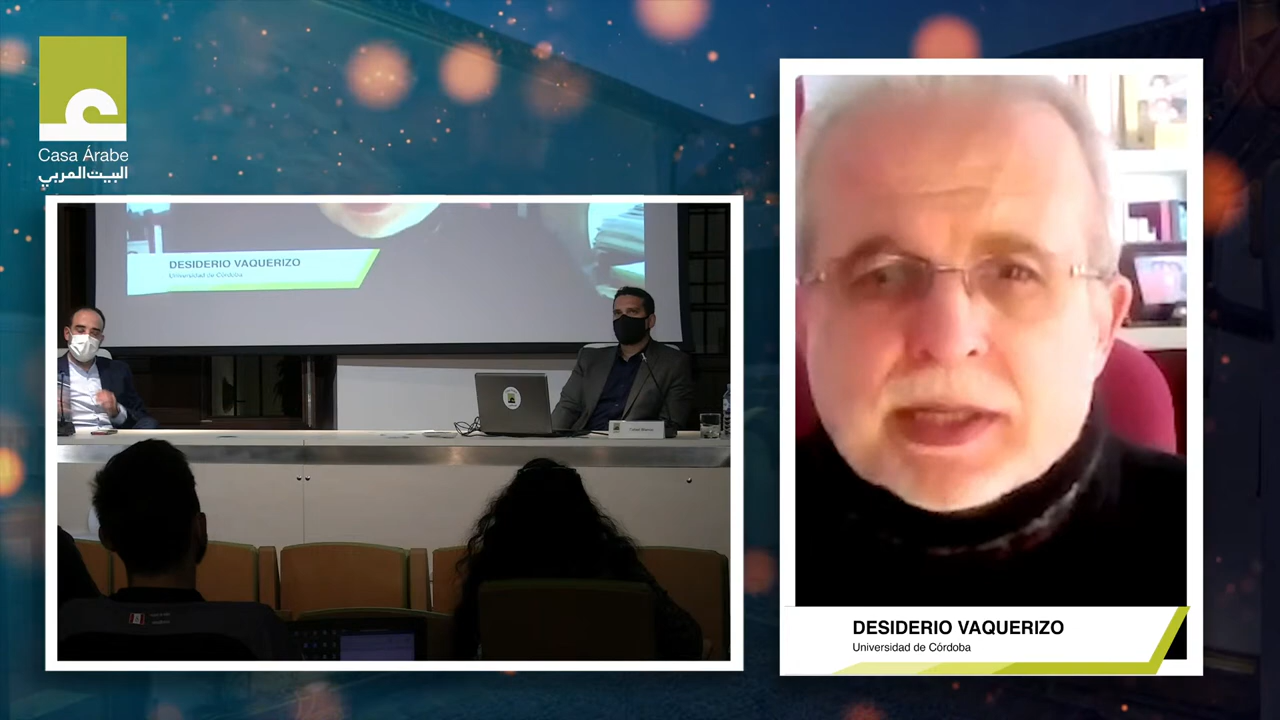 Casa Árabe
البيت العربي
DESIDERIO VAQUERIZO
Universidad de Córdoba
DESIDERIO VAQUERIZO
Universidad de Córdoba